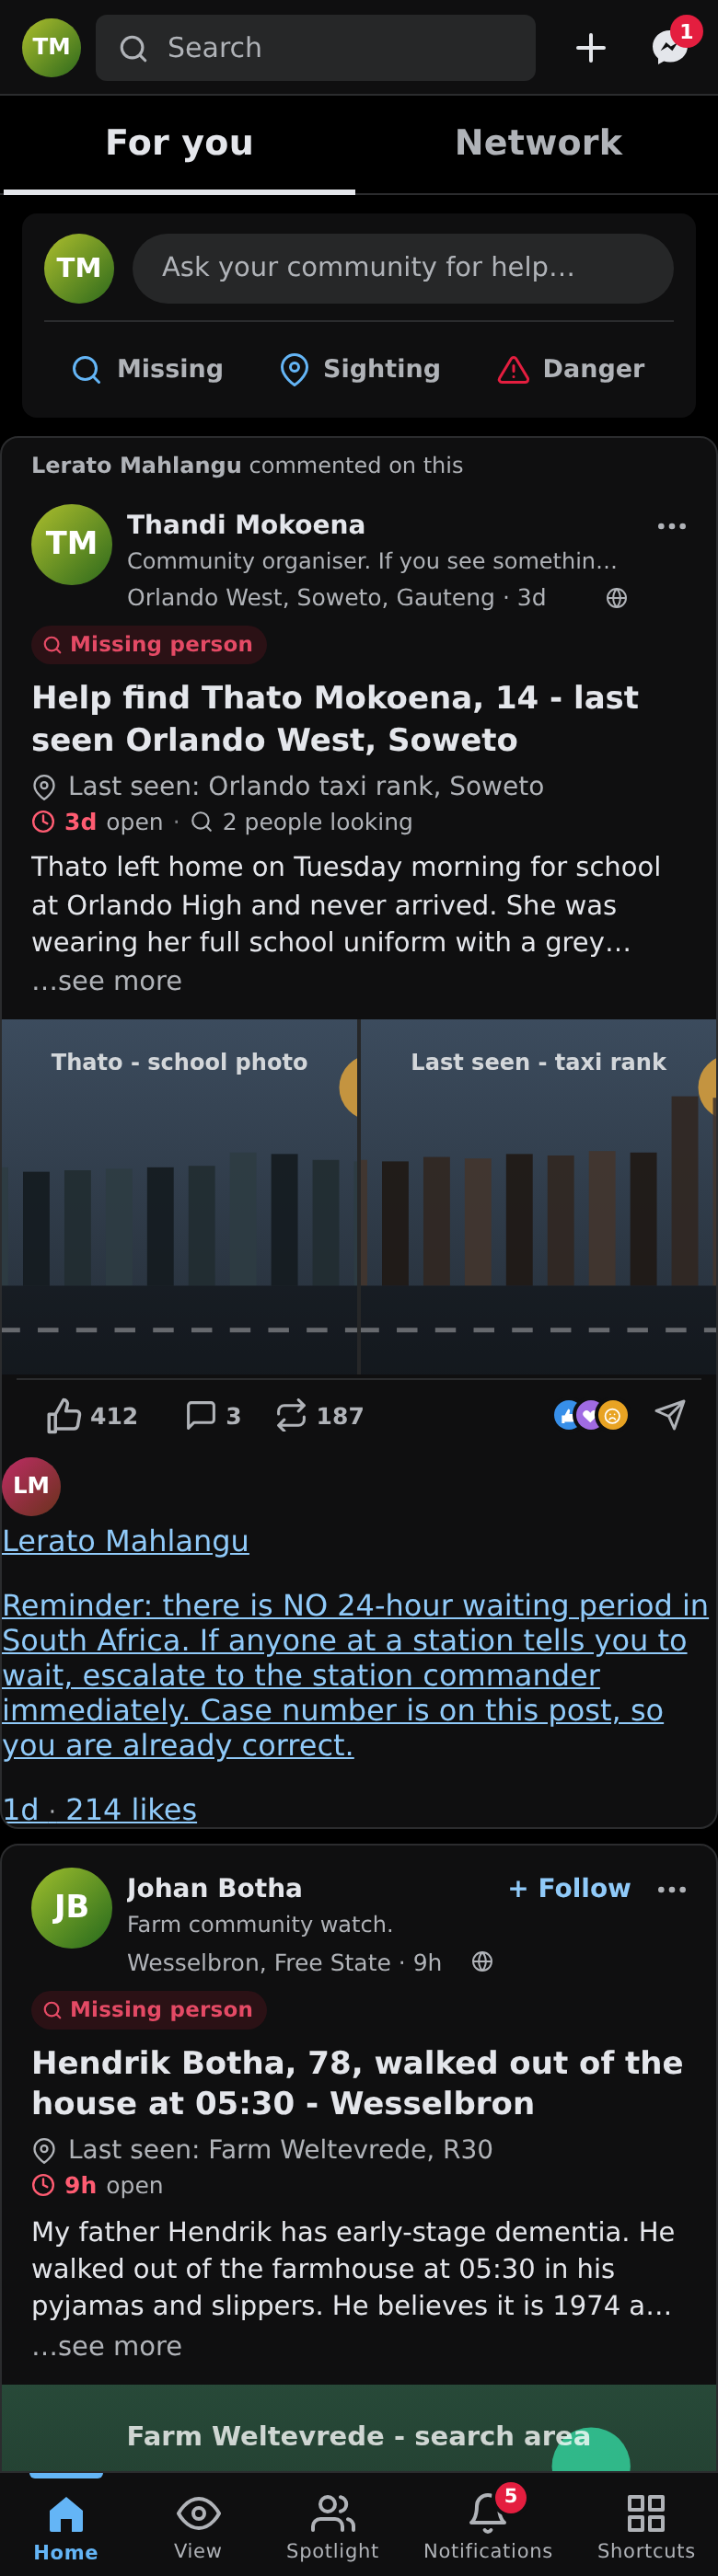 TM
Search
1
For you
Network
TM
Ask your community for help...
Missing
Sighting
Danger
Lerato Mahlangu commented on this
TM
Thandi Mokoena
Community organiser. If you see somethin...
Orlando West, Soweto, Gauteng · 3d
Missing person
Help find Thato Mokoena, 14 - last
seen Orlando West, Soweto
Last seen: Orlando taxi rank, Soweto
3d open · 2 people looking
Thato left home on Tuesday morning for school
at Orlando High and never arrived. She was
wearing her full school uniform with a grey...
...see more
Thato - school photo
Last seen - taxi rank
412
3
187
LM
Lerato Mahlangu
Reminder: there is NO 24-hour waiting period in
South Africa. If anyone at a station tells you to
wait, escalate to the station commander
immediately. Case number is on this post, so
you are already correct.
1d · 214 likes
JB
Johan Botha
+ Follow
Farm community watch.
Wesselbron, Free State · 9h
Missing person
Hendrik Botha, 78, walked out of the
house at 05:30 - Wesselbron
Last seen: Farm Weltevrede, R30
9h open
My father Hendrik has early-stage dementia. He
walked out of the farmhouse at 05:30 in his
pyjamas and slippers. He believes it is 1974 a...
...see more
Farm Weltevrede - search area
5
Home
View
Spotlight
Notifications
Shortcuts